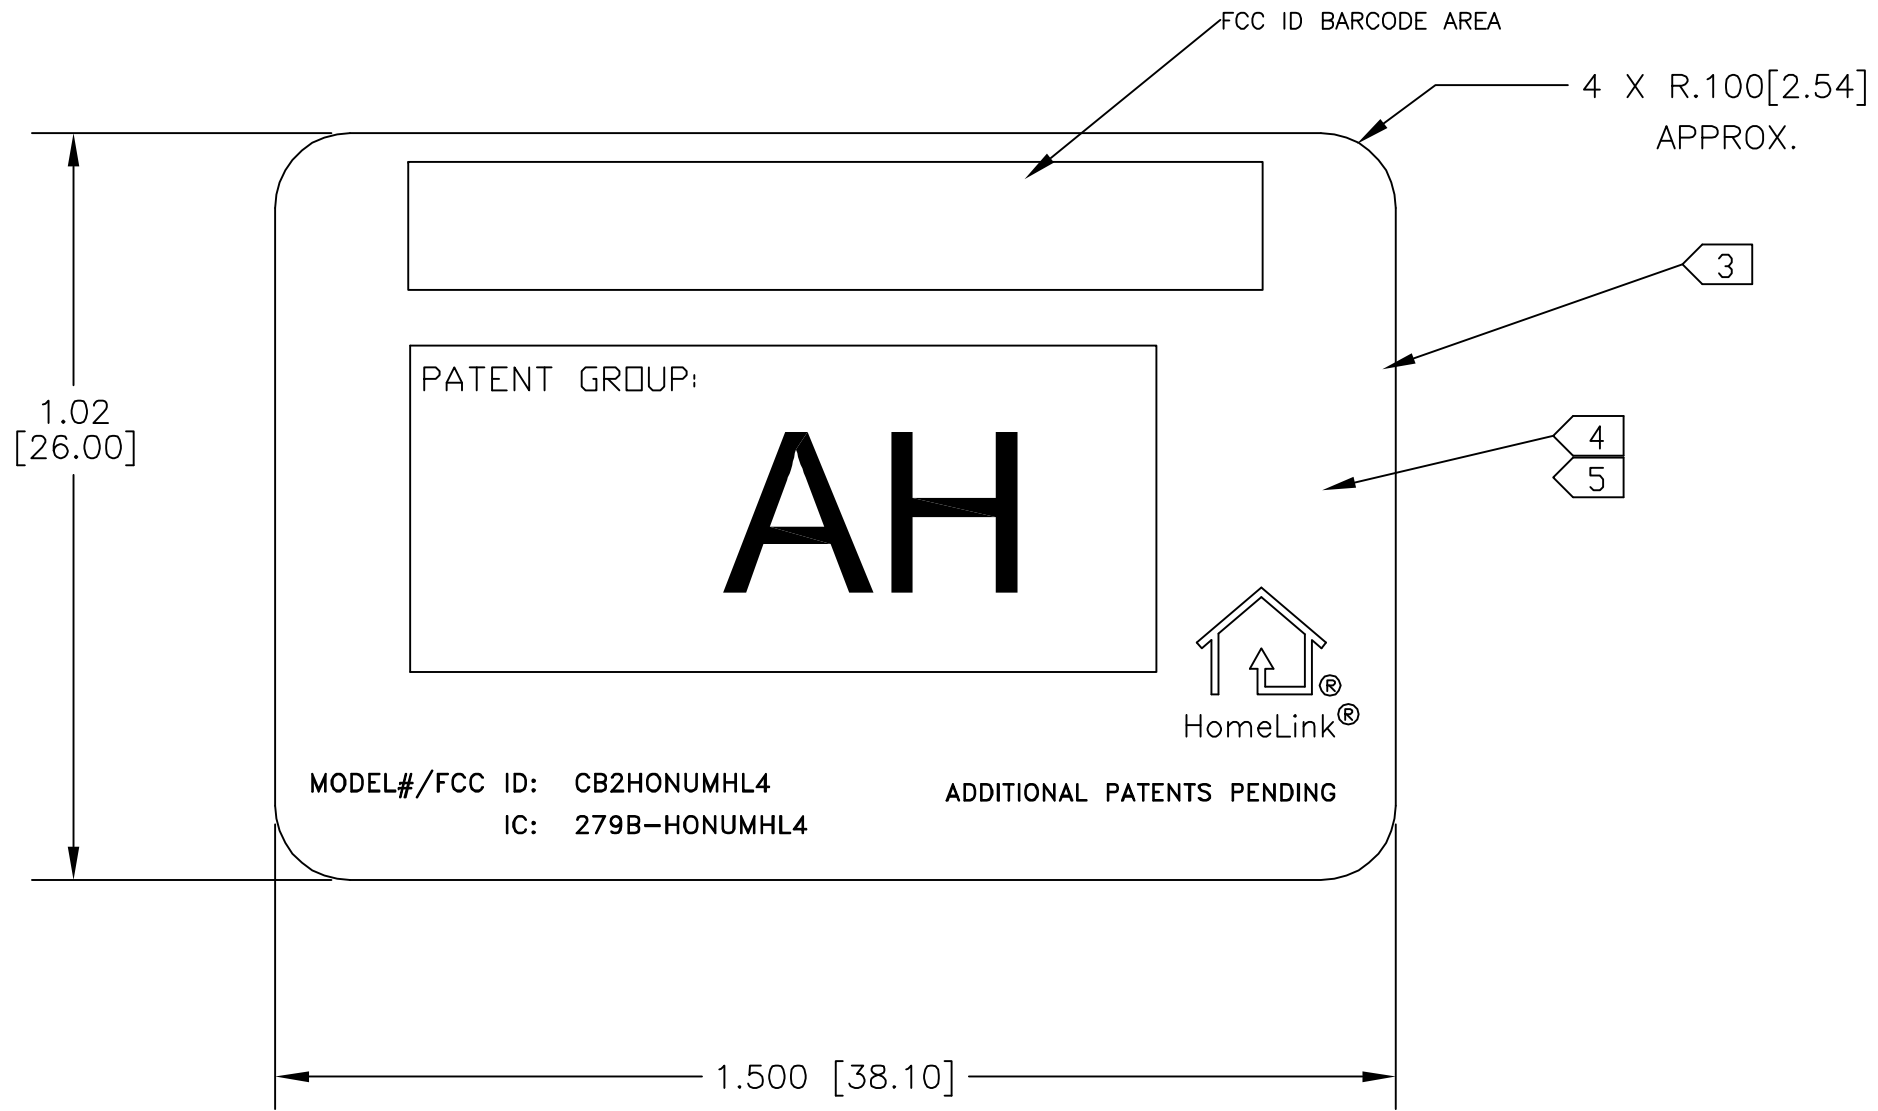 FCC ID BARCODE AREA
4 X R.100[2.54]
APPROX.
3
PATENT GROUP:
1.02
[26.00]
AH
4
5
®
HomeLink®
MODEL#/FCC ID: CB2HONUMHL4
ADDITIONAL PATENTS PENDING
IC: 279B-HONUMHL4
1.500 [38.10]